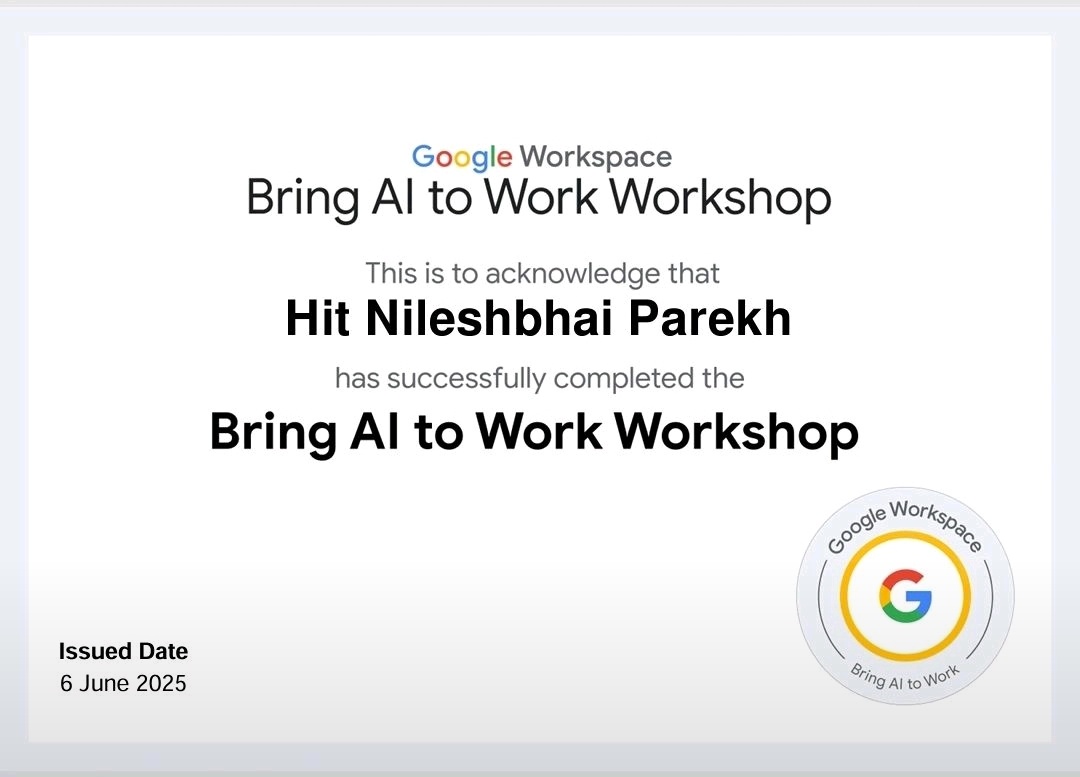 Google Workspace
Bring AI to Work Workshop
This is to acknowledge that
Hit Nileshbhai Parekh
has successfully completed the
Bring AI to Work Workshop
Google Workspace
G
Bring AI to Work
Issued Date
6 June 2025